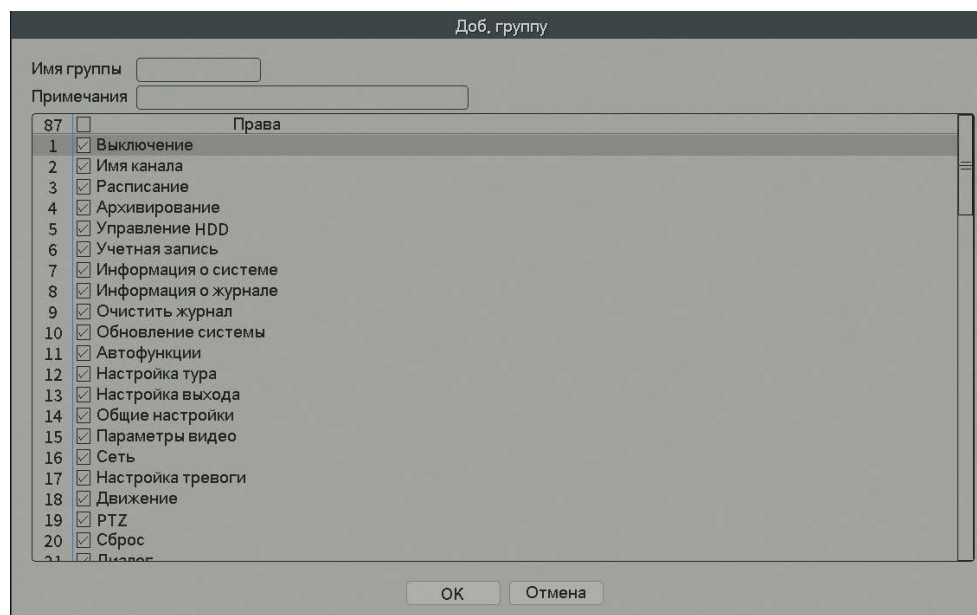 Доб. группу
Имя группы
Примечания
87 Права
1 Выключение
2 Имя канала
3 Расписание
4 Архивирование
5 Управление HDD
6 Учетная запись
7 Информация о системе
8 Информация о журнале
9 Очистить журнал
10 Обновление системы
11 Автофункции
12 Настройка тура
13 Настройка выхода
14 Общие настройки
15 Параметры видео
16 Сеть
17 Настройка тревоги
18 Движение
19 PTZ
20 Сброс
21 Диалог
OK Отмена